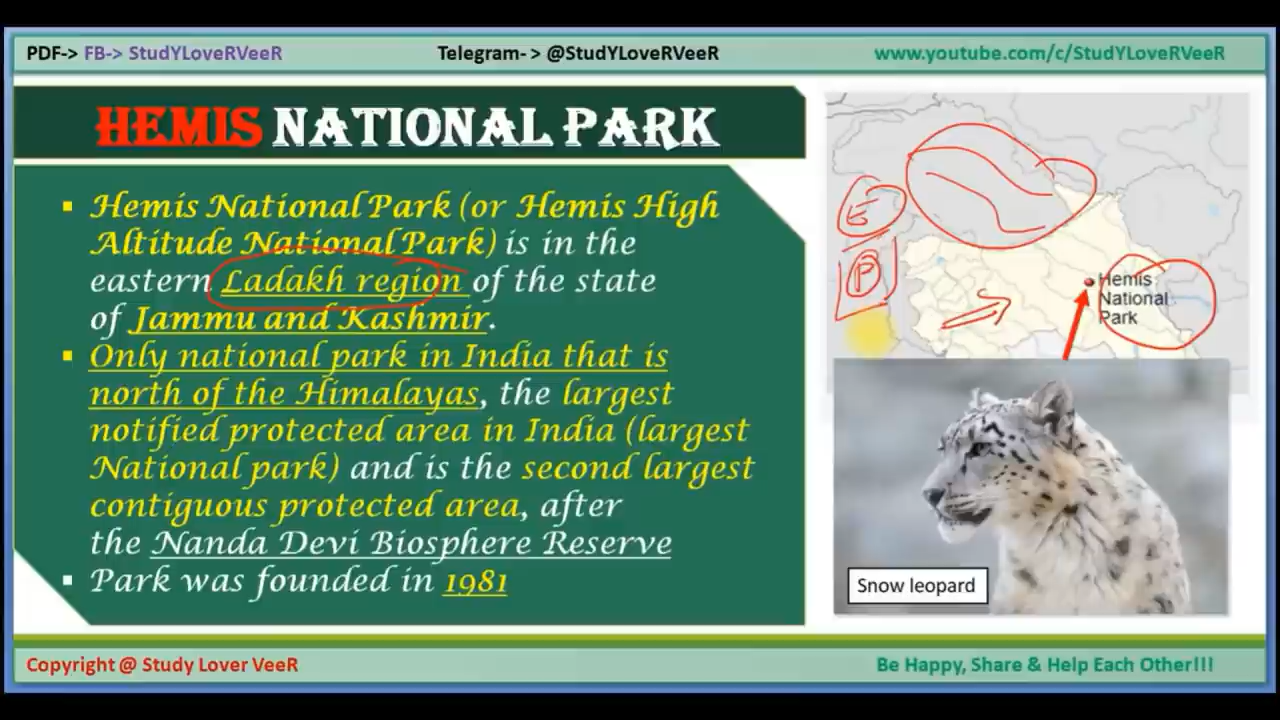 PDF-> FB-> StudYLoveRVeeR
Telegram- > @StudYLoveRVeeR
www.youtube.com/c/StudYLoveRVeeR
HEMIS NATIONAL PARK
▪ Hemis National Park (or Hemis High
Altitude National Park) is in the
eastern Ladakh region of the state
of Jammu and Kashmir.
▪ Only national park in India that is
north of the Himalayas, the largest
notified protected area in India (largest
National park) and is the second largest
contiguous protected area, after
the Nanda Devi Biosphere Reserve
▪ Park was founded in 1981
P
Hemis
National
Park
Snow leopard
Copyright @ Study Lover VeeR
Be Happy, Share & Help Each Other!!!